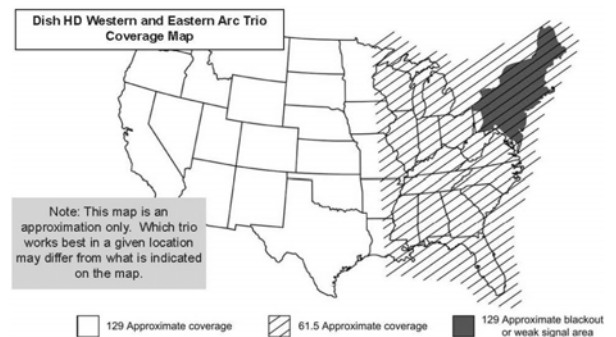 Dish HD Western and Eastern Arc Trio
Coverage Map
Note: This map is an
approximation only. Which trio
works best in a given location
may differ from what is indicated
on the map.
129 Approximate coverage
61.5 Approximate coverage
129 Approximate blackout
or weak signal area